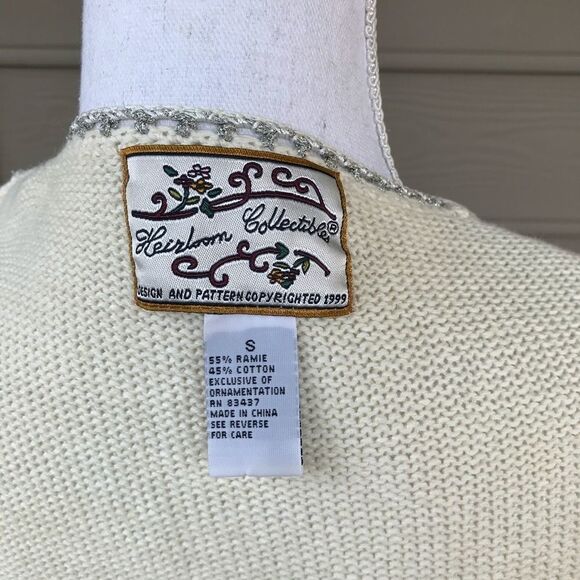 Heirloom Collectibles®
DESIGN AND PATTERN COPYRIGHTED 1999
S
55% RAMIE
45% COTTON
EXCLUSIVE OF
ORNAMENTATION
RN 83437
MADE IN CHINA
SEE REVERSE
FOR CARE